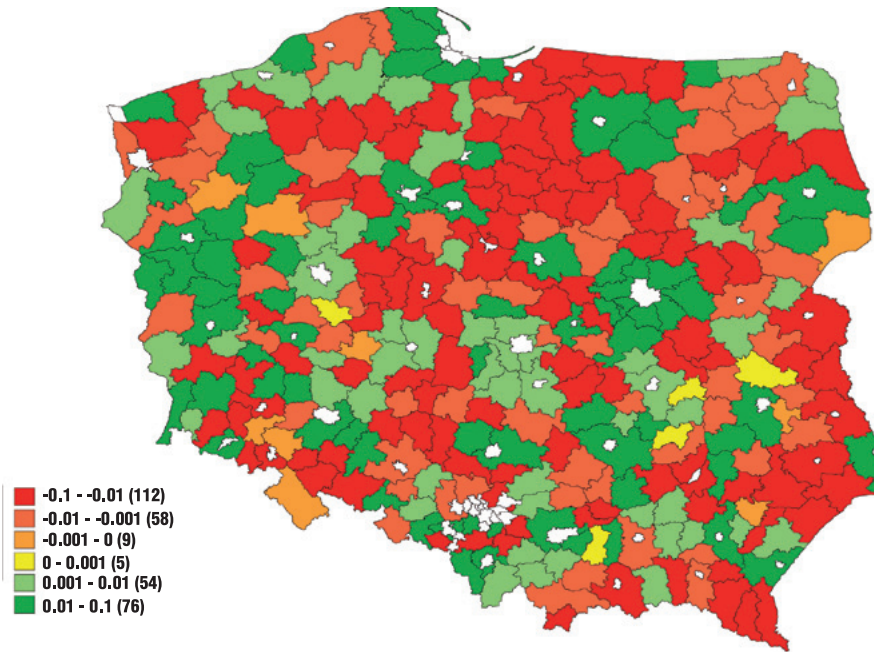 -0.1 - -0.01 (112)
-0.01 - -0.001 (58)
-0.001 - 0 (9)
0 - 0.001 (5)
0.001 - 0.01 (54)
0.01 - 0.1 (76)